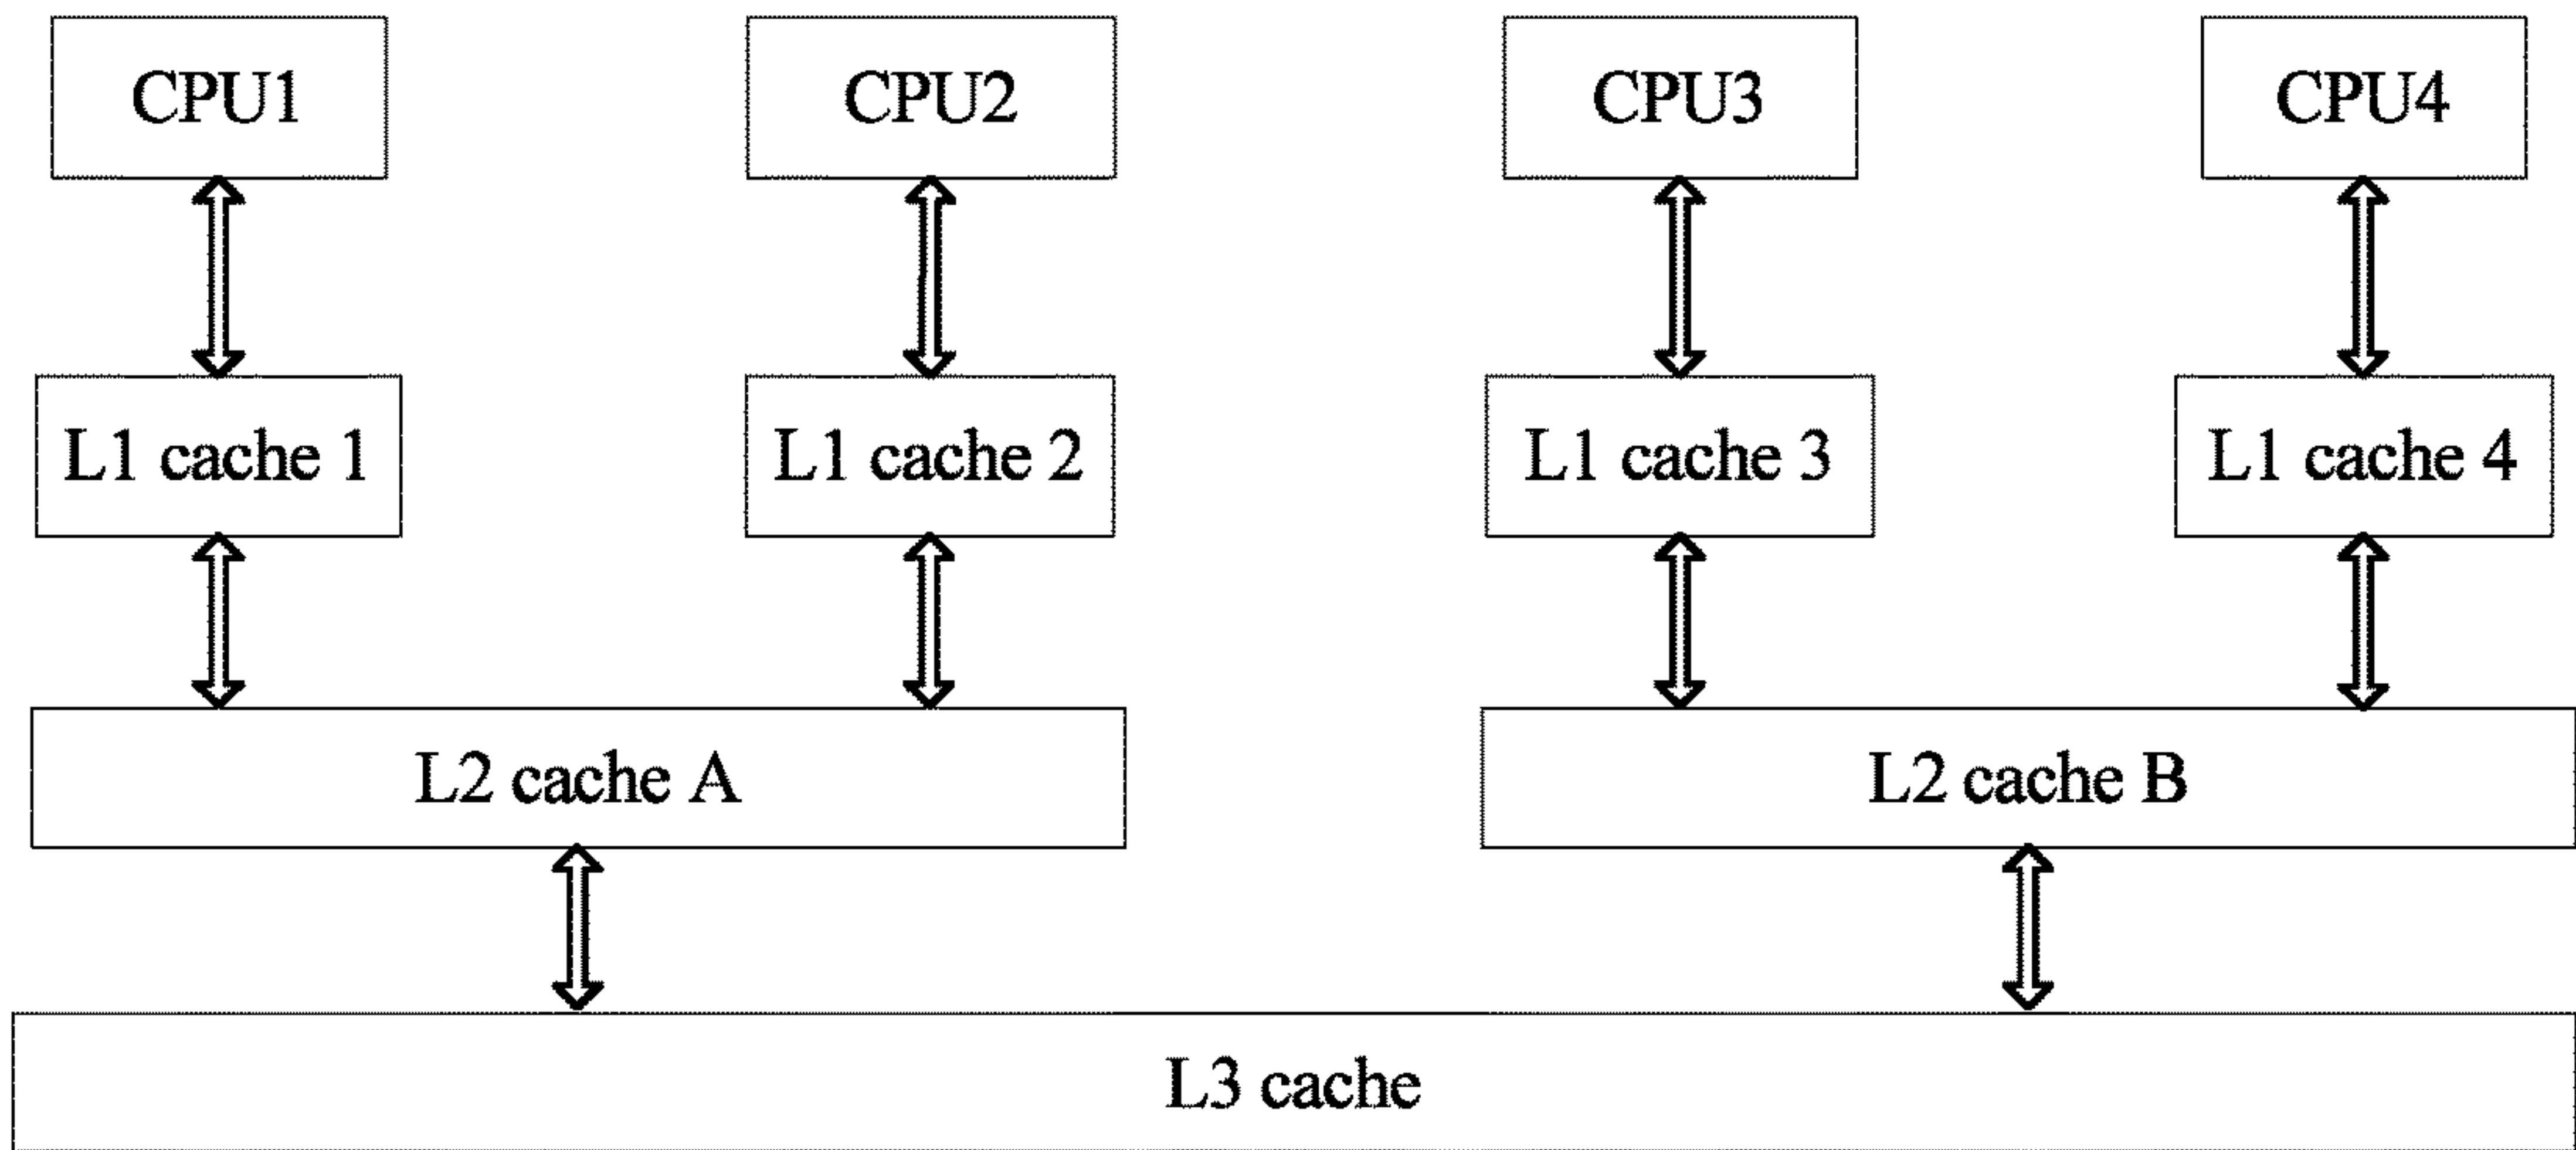 CPU1
CPU2
CPU3
CPU4
L1 cache 1
L1 cache 2
L1 cache 3
L1 cache 4
L2 cache A
L2 cache B
L3 cache